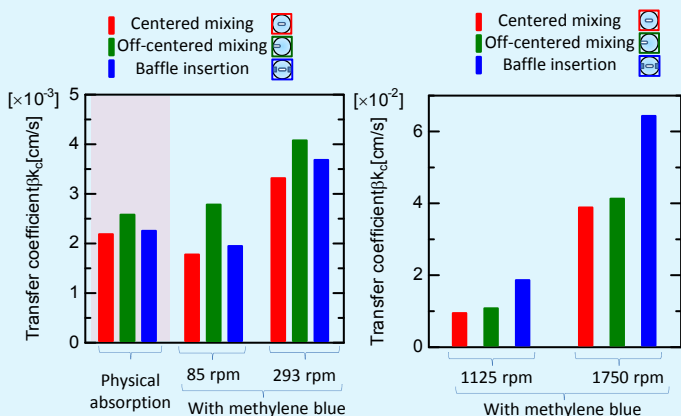 Centered mixing
Off-centered mixing
Baffle insertion
[×10⁻³]
Transfer coefficientβk_C[cm/s]
5
4
3
2
1
0
Physical
absorption
85 rpm
293 rpm
With methylene blue
Centered mixing
Off-centered mixing
Baffle insertion
[×10⁻²]
Transfer coefficientβk_C[cm/s]
6
4
2
0
1125 rpm
1750 rpm
With methylene blue